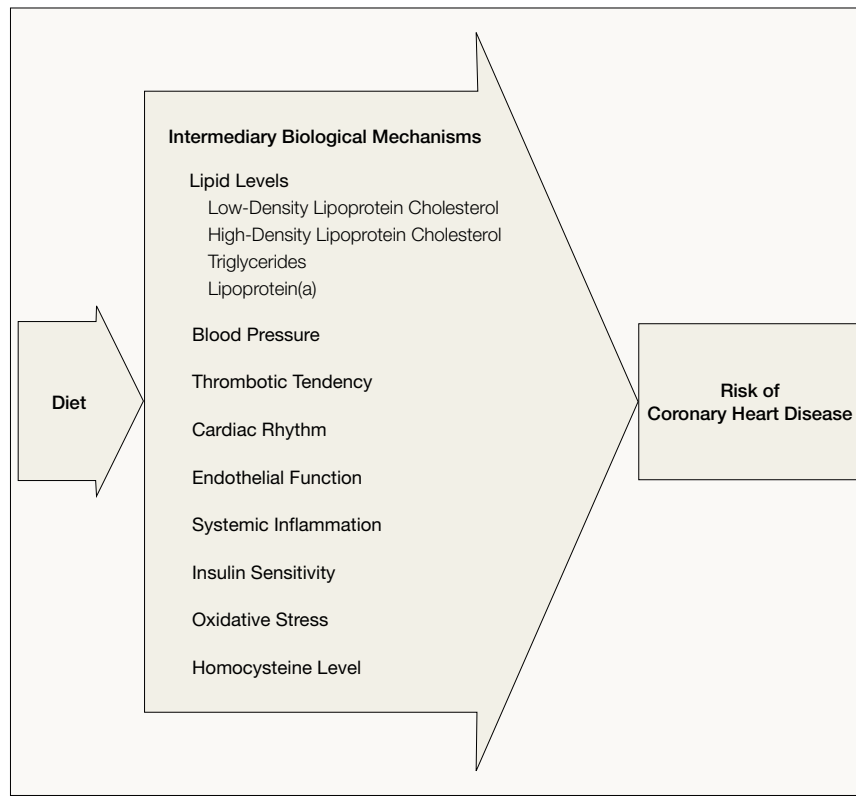 Intermediary Biological Mechanisms
Lipid Levels
Low-Density Lipoprotein Cholesterol
High-Density Lipoprotein Cholesterol
Triglycerides
Lipoprotein(a)
Blood Pressure
Thrombotic Tendency
Cardiac Rhythm
Endothelial Function
Systemic Inflammation
Insulin Sensitivity
Oxidative Stress
Homocysteine Level
Diet
Risk of
Coronary Heart Disease